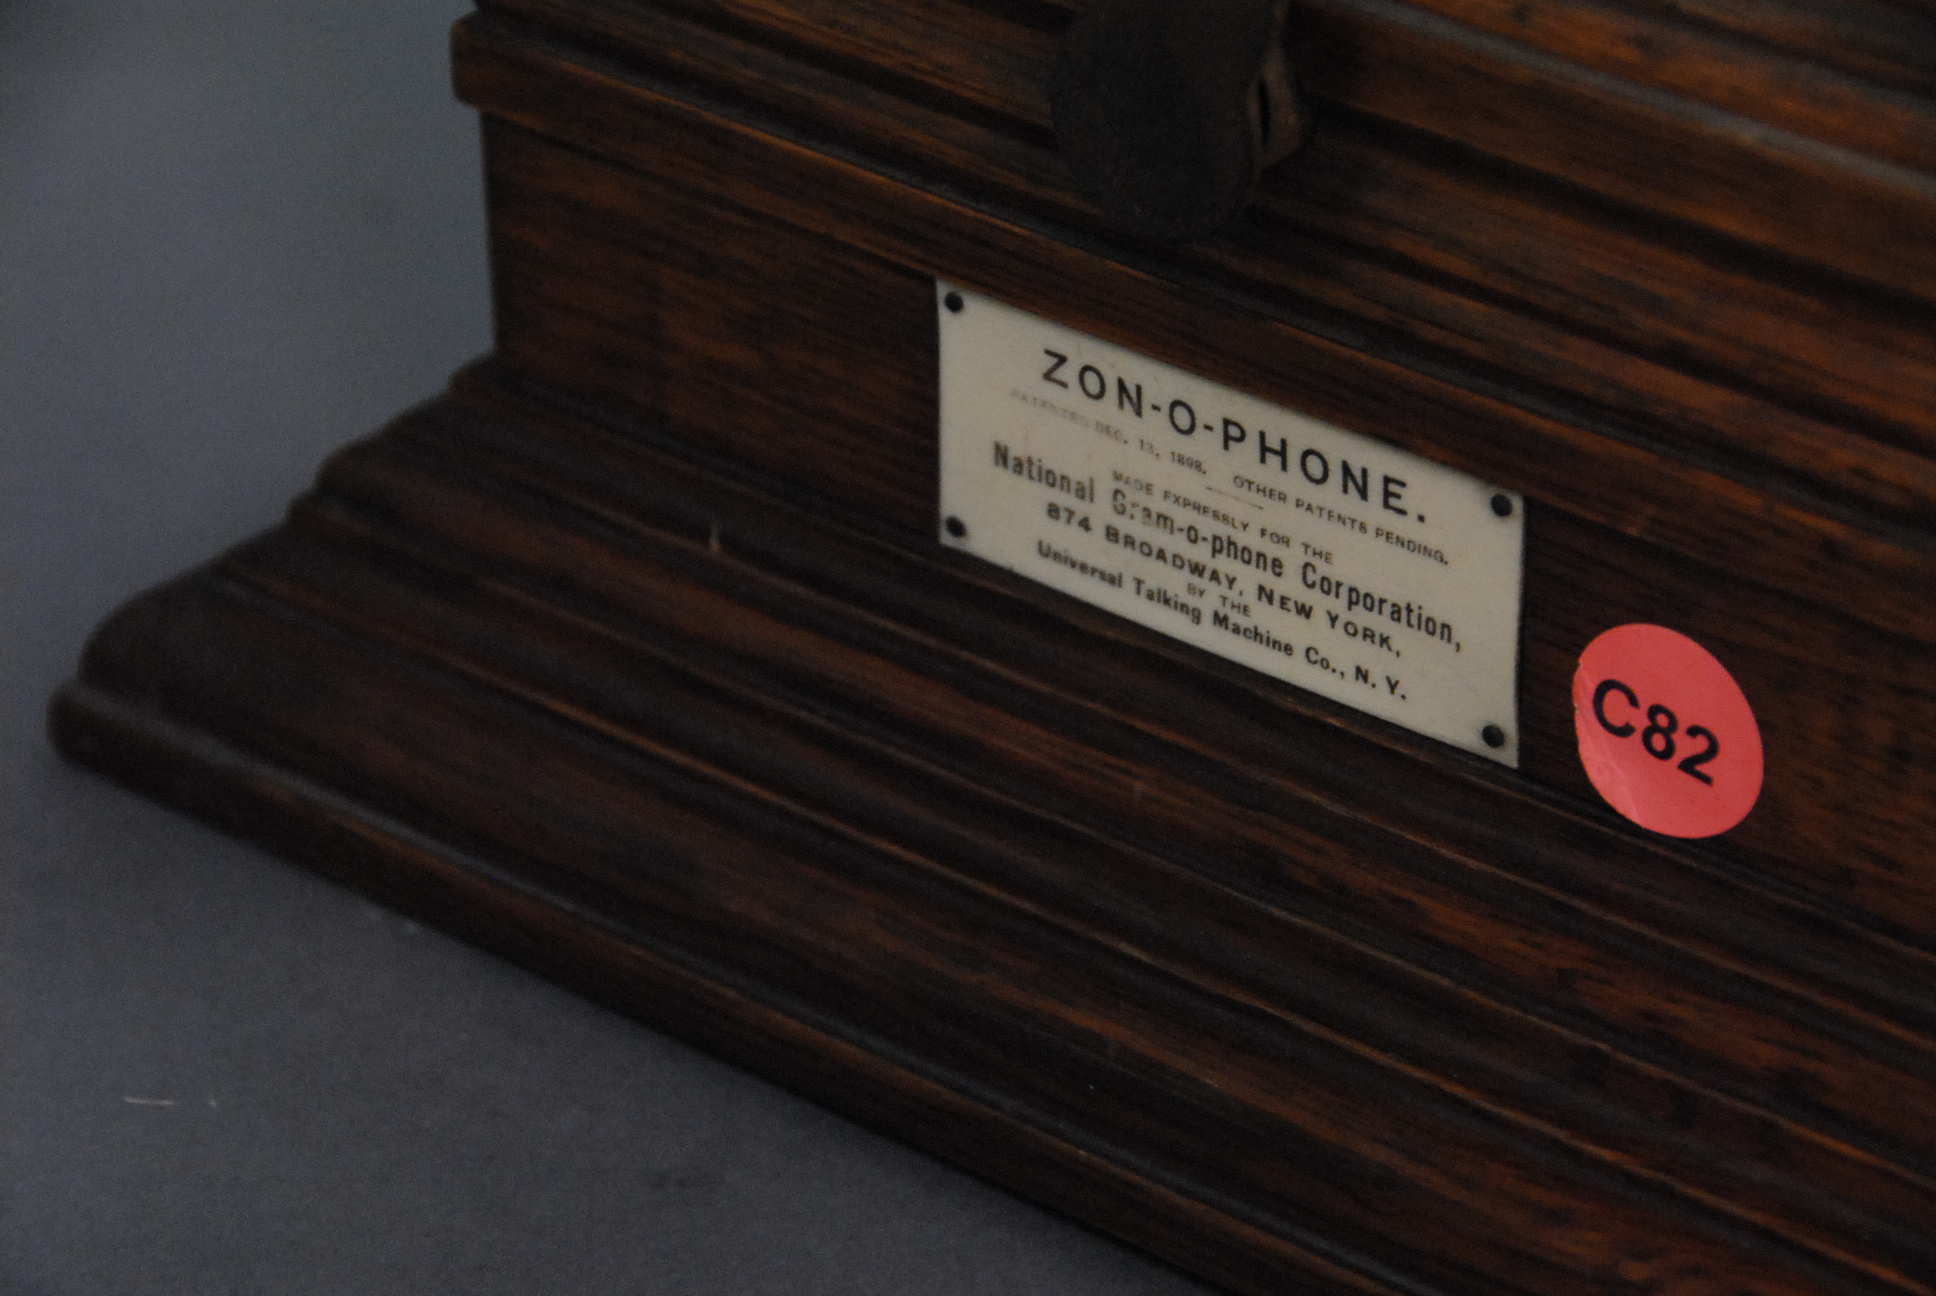 ZON-O-PHONE.
PATENTED DEC. 13, 1898. OTHER PATENTS PENDING.
MADE EXPRESSLY FOR THE
National Gram-o-phone Corporation,
874 BROADWAY, NEW YORK,
BY THE
Universal Talking Machine Co., N. Y.
C82